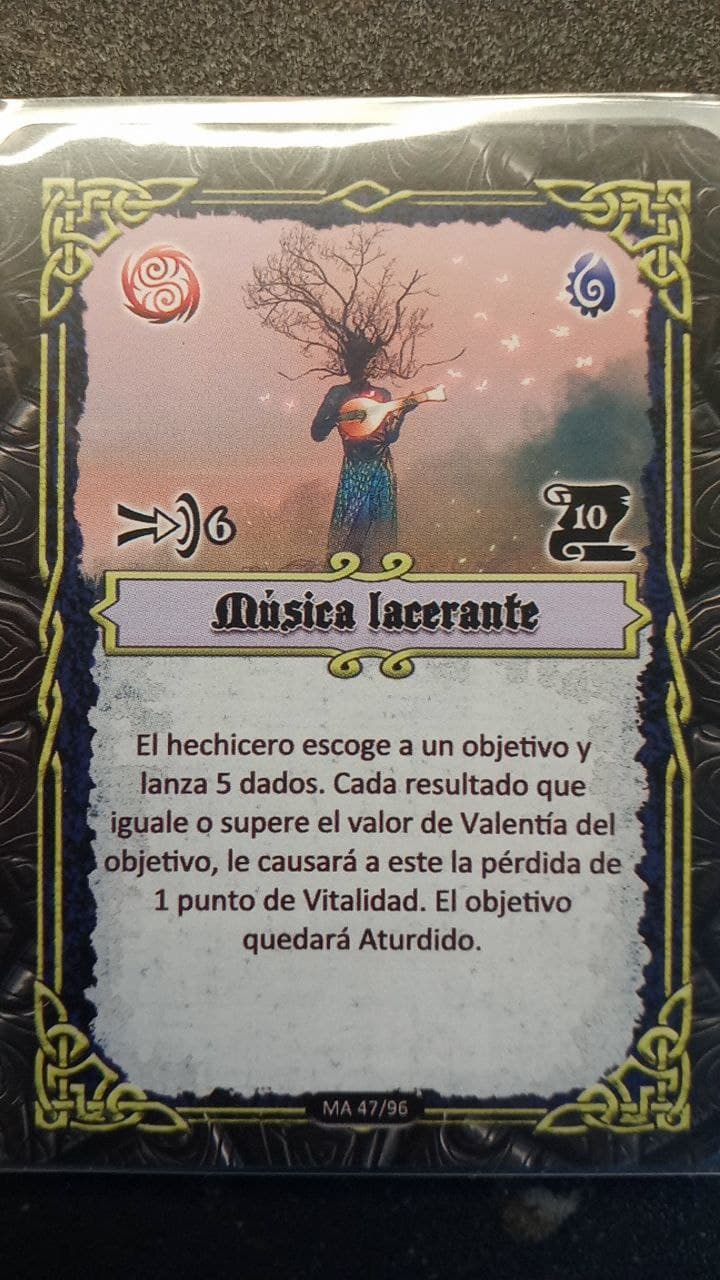 6
10
Música lacerante
El hechicero escoge a un objetivo y
lanza 5 dados. Cada resultado que
iguale o supere el valor de Valentía del
objetivo, le causará a este la pérdida de
1 punto de Vitalidad. El objetivo
quedará Aturdido.
MA 47/96